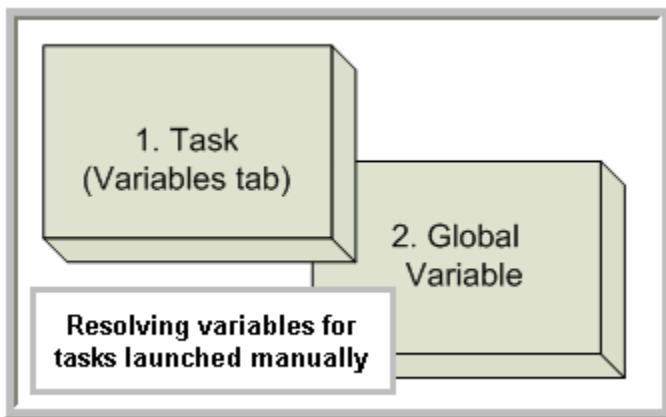 1. Task
(Variables tab)
2. Global
Variable
Resolving variables for
tasks launched manually